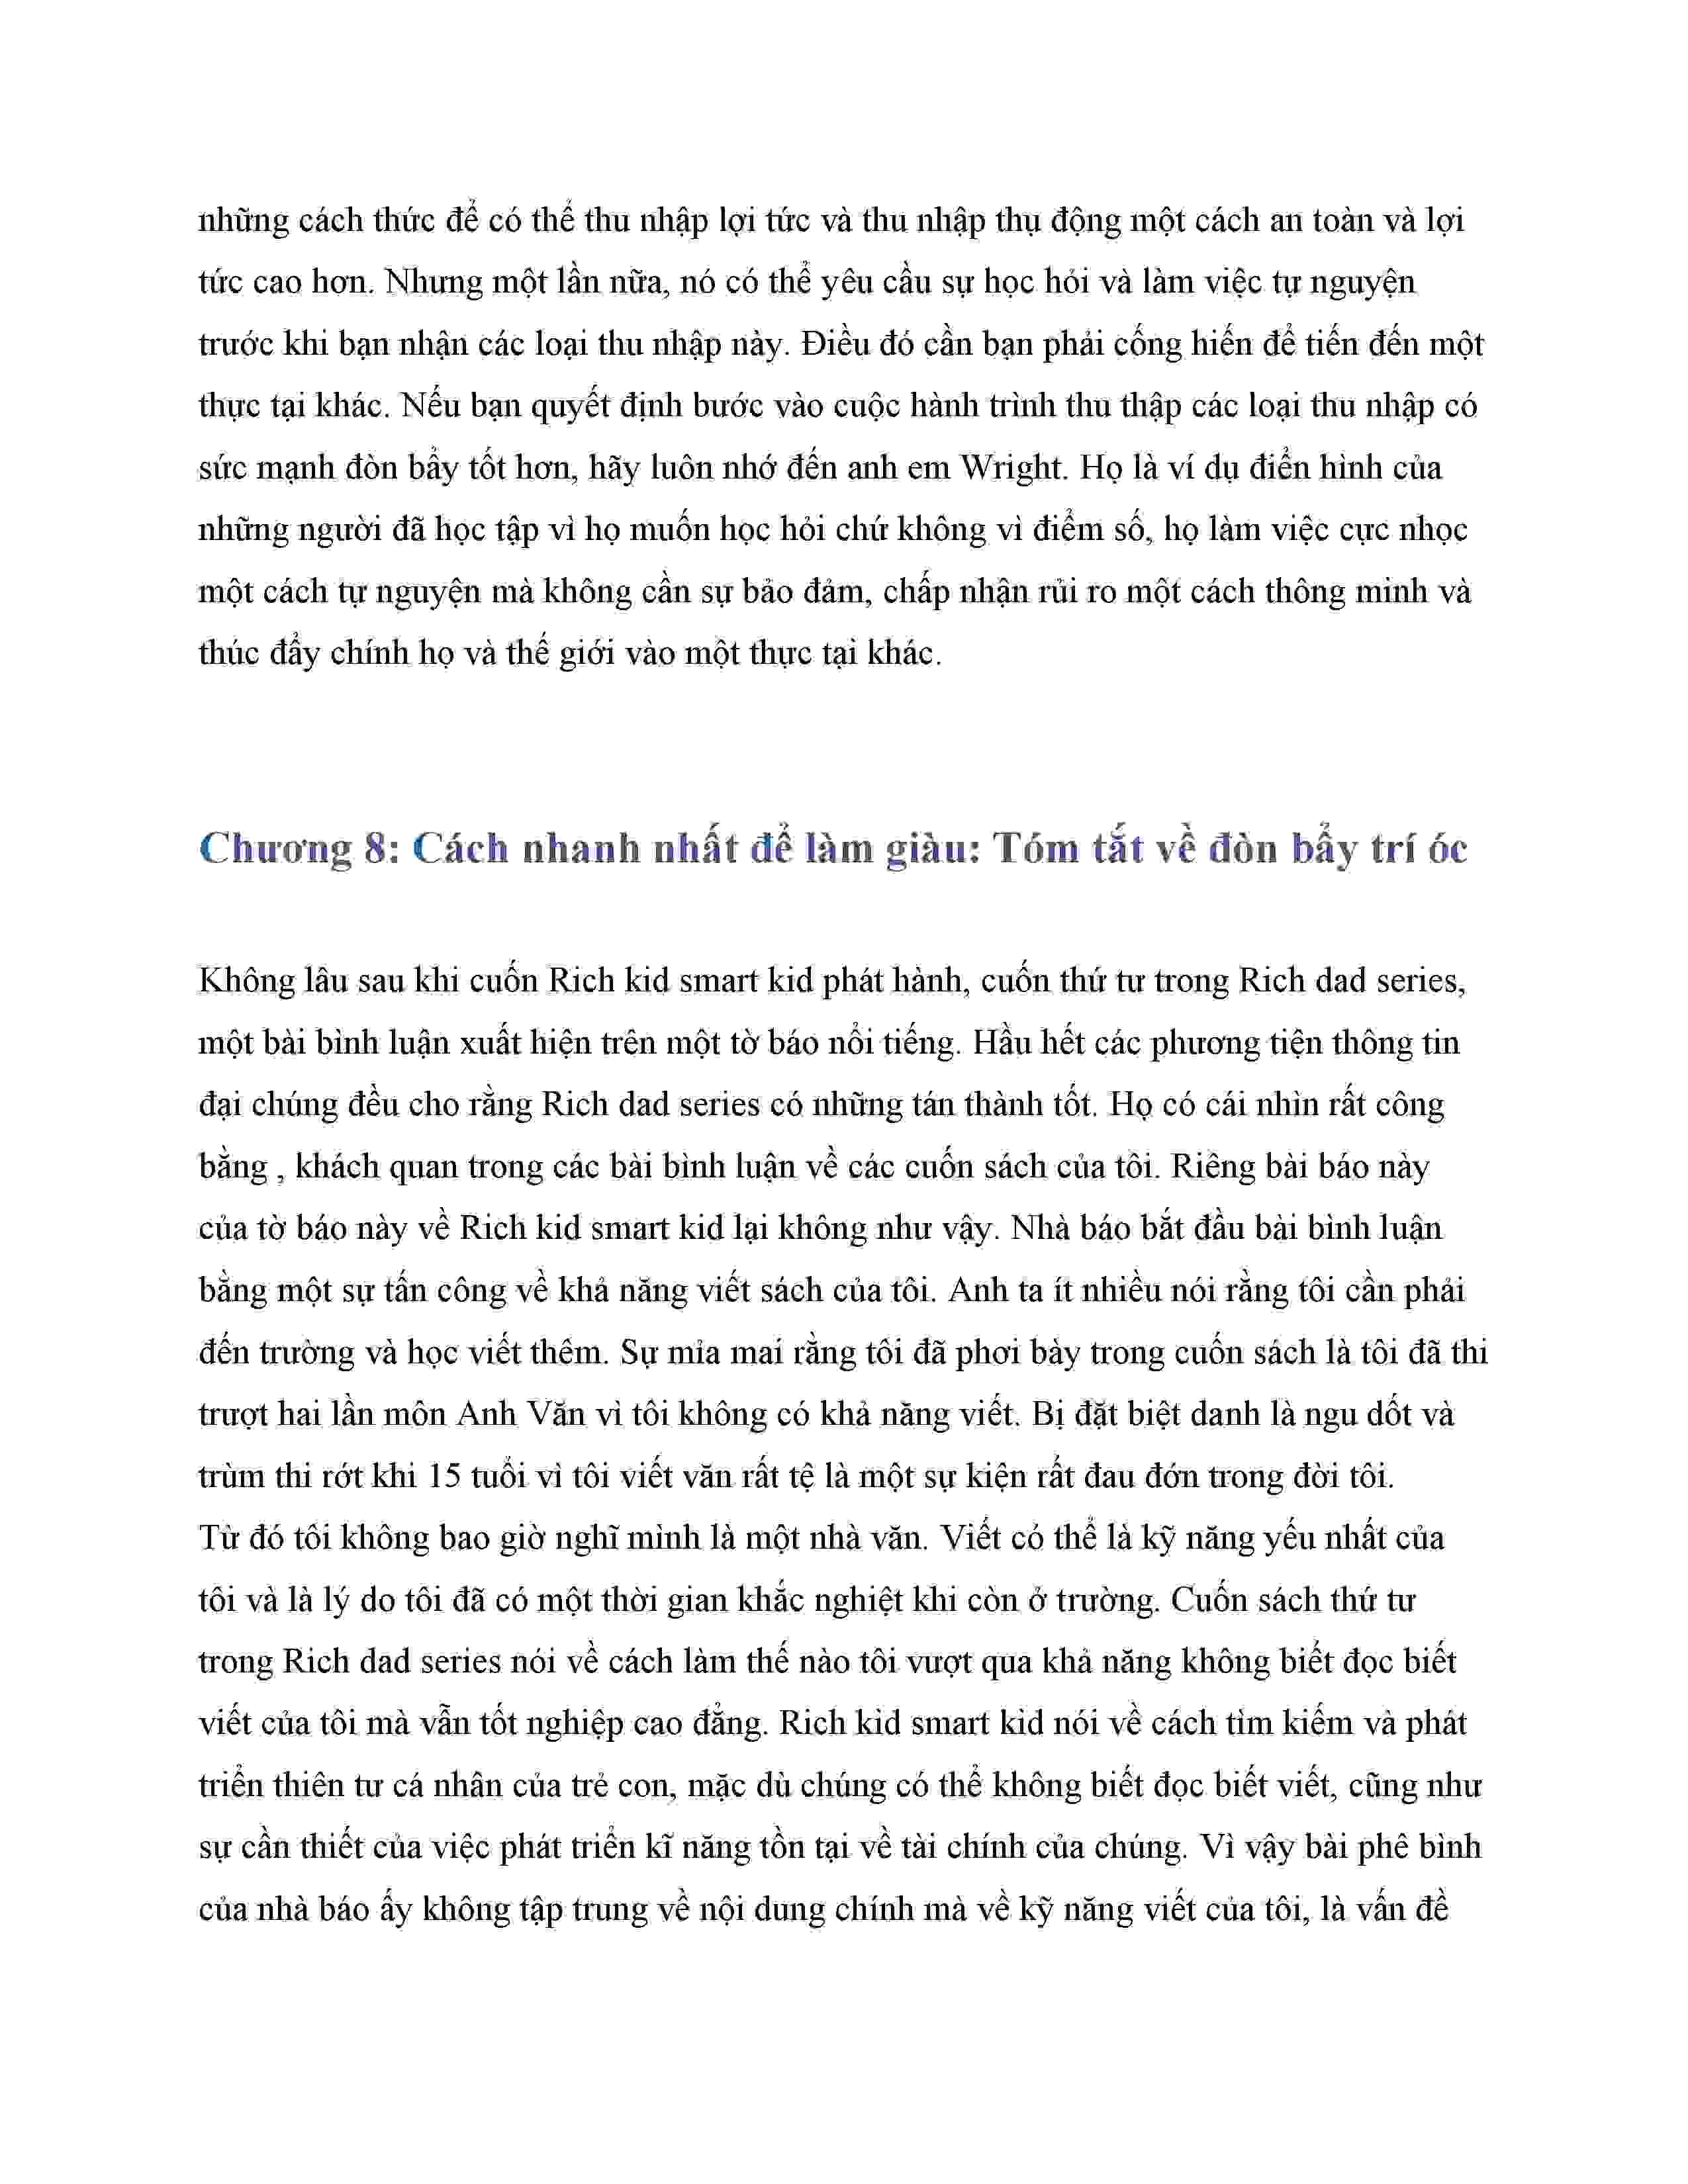 những cách thức để có thể thu nhập lợi tức và thu nhập thụ động một cách an toàn và lợi
tức cao hơn. Nhưng một lần nữa, nó có thể yêu cầu sự học hỏi và làm việc tự nguyện
trước khi bạn nhận các loại thu nhập này. Điều đó cần bạn phải cống hiến để tiến đến một
thực tại khác. Nếu bạn quyết định bước vào cuộc hành trình thu thập các loại thu nhập có
sức mạnh đòn bẩy tốt hơn, hãy luôn nhớ đến anh em Wright. Họ là ví dụ điển hình của
những người đã học tập vì họ muốn học hỏi chứ không vì điểm số, họ làm việc cực nhọc
một cách tự nguyện mà không cần sự bảo đảm, chấp nhận rủi ro một cách thông minh và
thúc đẩy chính họ và thế giới vào một thực tại khác.
Chương 8: Cách nhanh nhất để làm giàu: Tóm tắt về đòn bẩy trí óc
Không lâu sau khi cuốn Rich kid smart kid phát hành, cuốn thứ tư trong Rich dad series,
một bài bình luận xuất hiện trên một tờ báo nổi tiếng. Hầu hết các phương tiện thông tin
đại chúng đều cho rằng Rich dad series có những tán thành tốt. Họ có cái nhìn rất công
bằng , khách quan trong các bài bình luận về các cuốn sách của tôi. Riêng bài báo này
của tờ báo này về Rich kid smart kid lại không như vậy. Nhà báo bắt đầu bài bình luận
bằng một sự tấn công về khả năng viết sách của tôi. Anh ta ít nhiều nói rằng tôi cần phải
đến trường và học viết thêm. Sự mỉa mai rằng tôi đã phơi bày trong cuốn sách là tôi đã thi
trượt hai lần môn Anh Văn vì tôi không có khả năng viết. Bị đặt biệt danh là ngu dốt và
trùm thi rớt khi 15 tuổi vì tôi viết văn rất tệ là một sự kiện rất đau đớn trong đời tôi.
Từ đó tôi không bao giờ nghĩ mình là một nhà văn. Viết có thể là kỹ năng yếu nhất của
tôi và là lý do tôi đã có một thời gian khắc nghiệt khi còn ở trường. Cuốn sách thứ tư
trong Rich dad series nói về cách làm thế nào tôi vượt qua khả năng không biết đọc biết
viết của tôi mà vẫn tốt nghiệp cao đẳng. Rich kid smart kid nói về cách tìm kiếm và phát
triển thiên tư cá nhân của trẻ con, mặc dù chúng có thể không biết đọc biết viết, cũng như
sự cần thiết của việc phát triển kĩ năng tồn tại về tài chính của chúng. Vì vậy bài phê bình
của nhà báo ấy không tập trung về nội dung chính mà về kỹ năng viết của tôi, là vấn đề